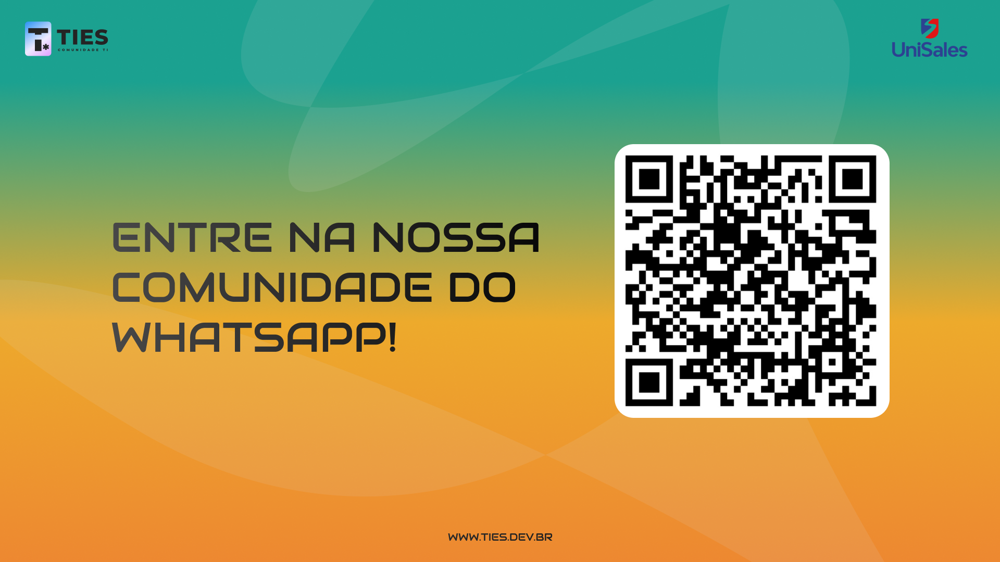 TIES
COMUNIDADE TI
UniSales
ENTRE NA NOSSA
COMUNIDADE DO
WHATSAPP!
WWW.TIES.DEV.BR